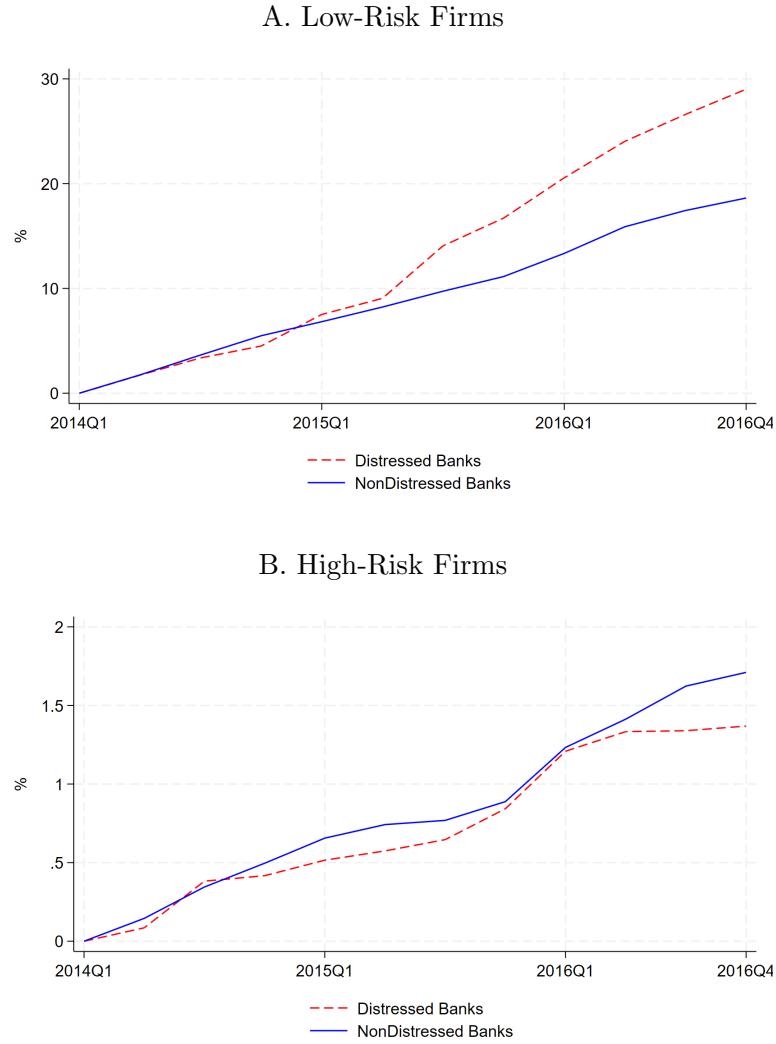 A. Low-Risk Firms
30
20
10
0
%
2014Q1 2015Q1 2016Q1 2016Q4
Distressed Banks
NonDistressed Banks
B. High-Risk Firms
2
1.5
1
.5
0
%
2014Q1 2015Q1 2016Q1 2016Q4
Distressed Banks
NonDistressed Banks